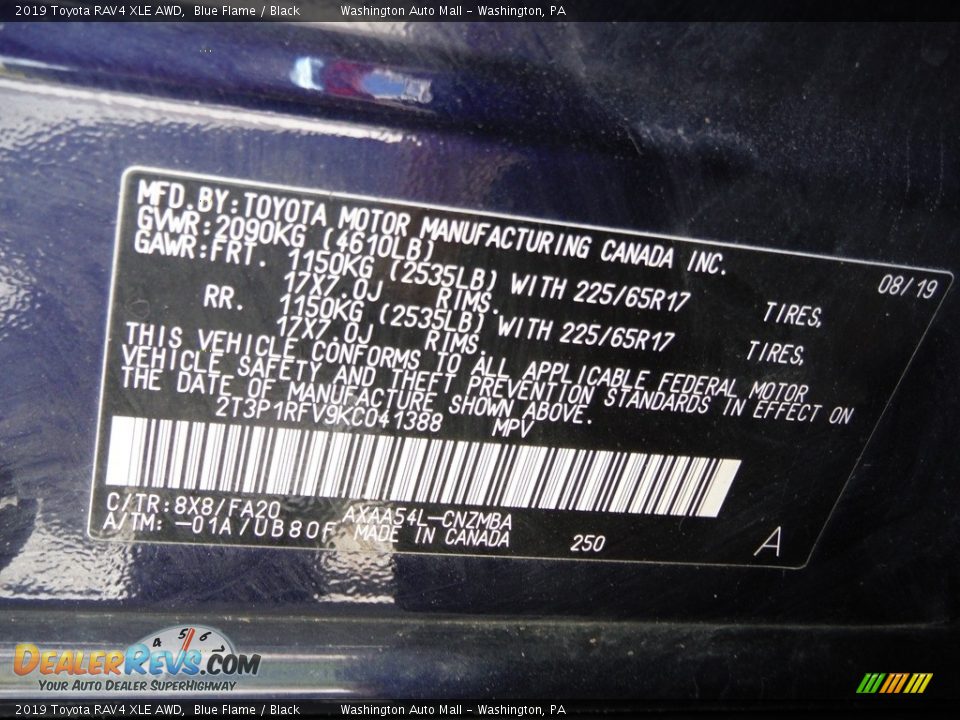 2019 Toyota RAV4 XLE AWD,  Blue Flame / Black          Washington Auto Mall - Washington, PA
MFD.BY:TOYOTA MOTOR MANUFACTURING CANADA INC.
GVWR:2090KG (4610LB) 08/19
GAWR:FRT. 1150KG (2535LB) WITH 225/65R17 TIRES,
17X7.0J RIMS.
RR. 1150KG (2535LB) WITH 225/65R17 TIRES,
17X7.0J RIMS.
THIS VEHICLE CONFORMS TO ALL APPLICABLE FEDERAL MOTOR
VEHICLE SAFETY AND THEFT PREVENTION STANDARDS IN EFFECT ON
THE DATE OF MANUFACTURE SHOWN ABOVE.
2T3P1RFV9KC041388 MPV
C/TR:8X8/FA20 AXAA54L-CNZMBA
A/TM: -01A/UB80F MADE IN CANADA 250 A
4 5 6
DealerRevs.com
Your Auto Dealer SuperHighway
2019 Toyota RAV4 XLE AWD,  Blue Flame / Black          Washington Auto Mall - Washington, PA